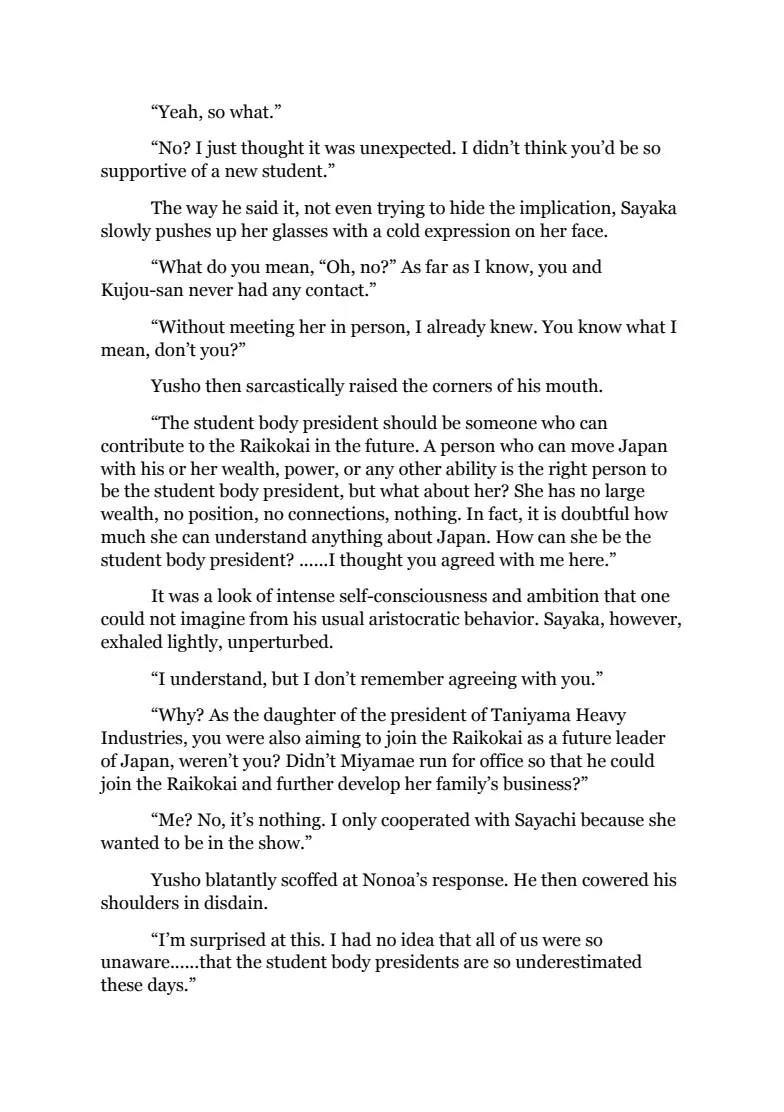 “Yeah, so what.”
“No? I just thought it was unexpected. I didn’t think you’d be so
supportive of a new student.”
The way he said it, not even trying to hide the implication, Sayaka
slowly pushes up her glasses with a cold expression on her face.
“What do you mean, “Oh, no?” As far as I know, you and
Kujou-san never had any contact.”
“Without meeting her in person, I already knew. You know what I
mean, don’t you?”
Yusho then sarcastically raised the corners of his mouth.
“The student body president should be someone who can
contribute to the Raikokai in the future. A person who can move Japan
with his or her wealth, power, or any other ability is the right person to
be the student body president, but what about her? She has no large
wealth, no position, no connections, nothing. In fact, it is doubtful how
much she can understand anything about Japan. How can she be the
student body president? ......I thought you agreed with me here.”
It was a look of intense self-consciousness and ambition that one
could not imagine from his usual aristocratic behavior. Sayaka, however,
exhaled lightly, unperturbed.
“I understand, but I don’t remember agreeing with you.”
“Why? As the daughter of the president of Taniyama Heavy
Industries, you were also aiming to join the Raikokai as a future leader
of Japan, weren’t you? Didn’t Miyamae run for office so that he could
join the Raikokai and further develop her family’s business?”
“Me? No, it’s nothing. I only cooperated with Sayachi because she
wanted to be in the show.”
Yusho blatantly scoffed at Nonoa’s response. He then cowered his
shoulders in disdain.
“I’m surprised at this. I had no idea that all of us were so
unaware......that the student body presidents are so underestimated
these days.”